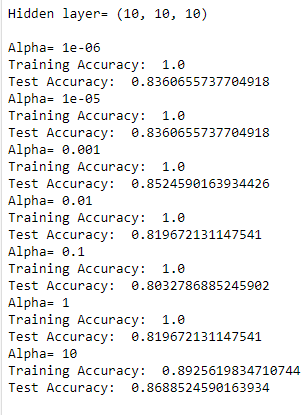 Hidden layer= (10, 10, 10)
Alpha= 1e-06
Training Accuracy:  1.0
Test Accuracy:  0.8360655737704918
Alpha= 1e-05
Training Accuracy:  1.0
Test Accuracy:  0.8360655737704918
Alpha= 0.001
Training Accuracy:  1.0
Test Accuracy:  0.8524590163934426
Alpha= 0.01
Training Accuracy:  1.0
Test Accuracy:  0.819672131147541
Alpha= 0.1
Training Accuracy:  1.0
Test Accuracy:  0.8032786885245902
Alpha= 1
Training Accuracy:  1.0
Test Accuracy:  0.819672131147541
Alpha= 10
Training Accuracy:  0.8925619834710744
Test Accuracy:  0.8688524590163934